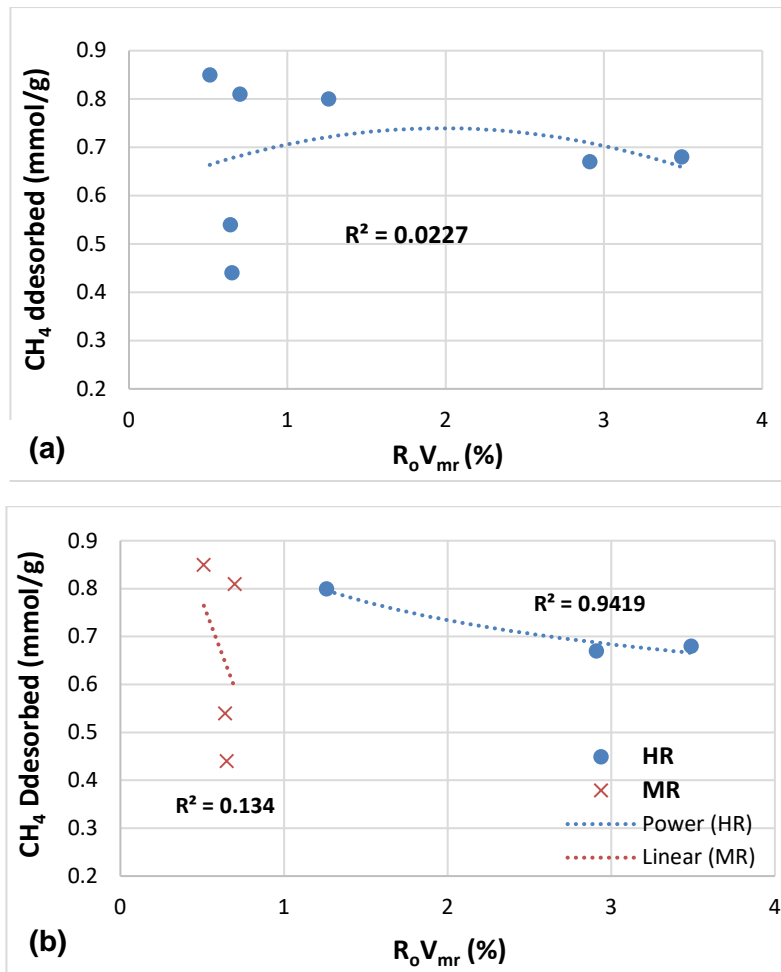 0.9
0.8
0.7
0.6
0.5
0.4
0.3
0.2
CH₄ ddesorbed (mmol/g)
R² = 0.0227
0 1 2 3 4
(a)
RₒVₘᵣ (%)
0.9
0.8
0.7
0.6
0.5
0.4
0.3
0.2
CH₄ Ddesorbed (mmol/g)
R² = 0.9419
R² = 0.134
HR
MR
Power (HR)
Linear (MR)
0 1 2 3 4
(b)
RₒVₘᵣ (%)